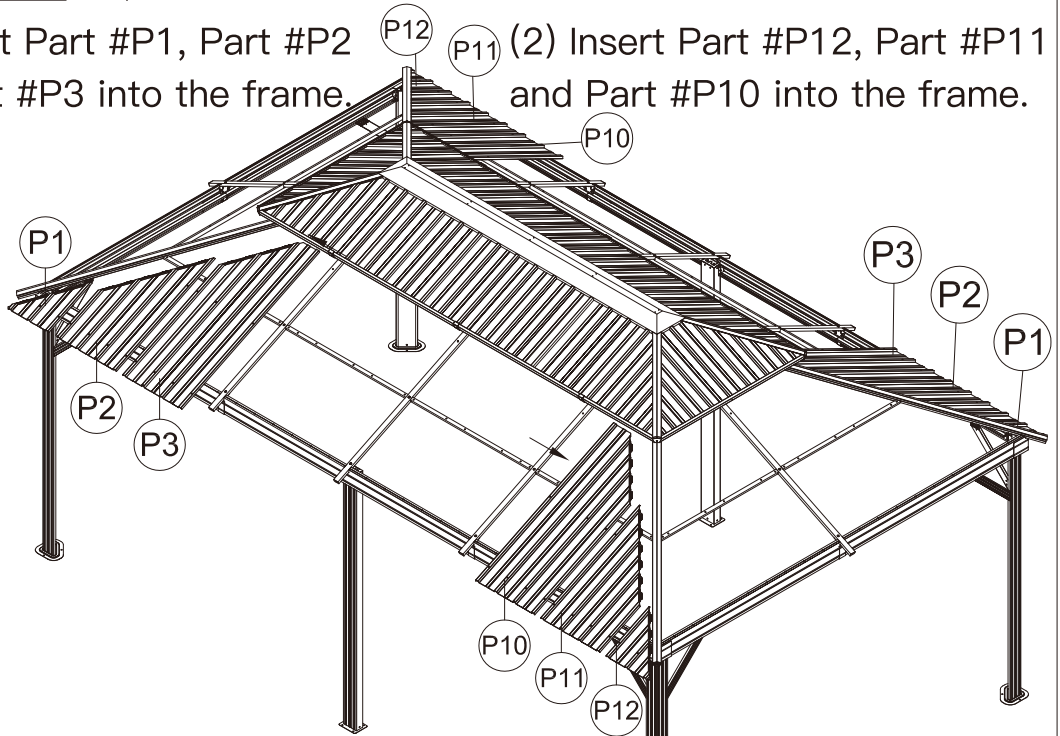 t Part #P1, Part #P2
#P3 into the frame.
(2) Insert Part #P12, Part #P11
and Part #P10 into the frame.
P12
P11
P10
P1
P2
P3
P3
P2
P1
P10
P11
P12